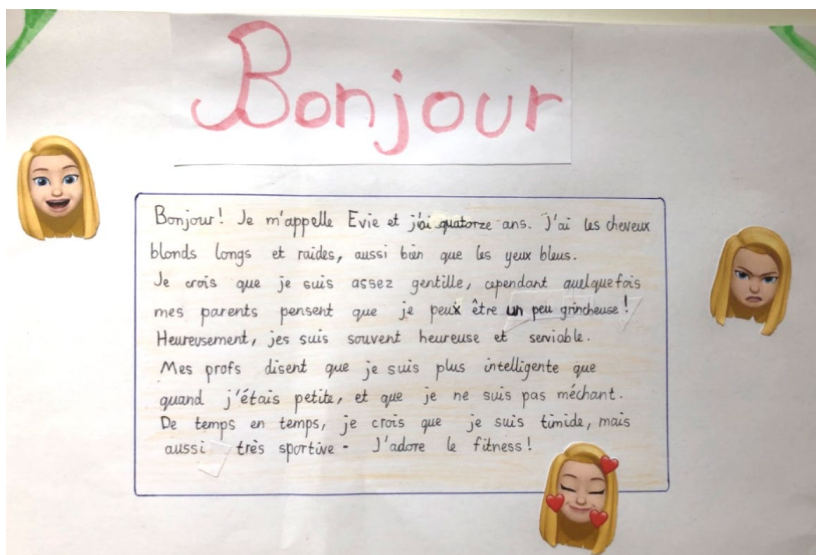 Bonjour
Bonjour! Je m'appelle Evie et j'ai quatorze ans. J'ai les cheveux
blonds longs et raides, aussi bien que les yeux bleus.
Je crois que je suis assez gentille, cependant quelquefois
mes parents pensent que je peux être un peu grincheuse!
Heureusement, jes suis souvent heureuse et serviable.
Mes profs disent que je suis plus intelligente que
quand j'étais petite, et que je ne suis pas méchant.
De temps en temps, je crois que je suis timide, mais
aussi très sportive - J'adore le fitness!